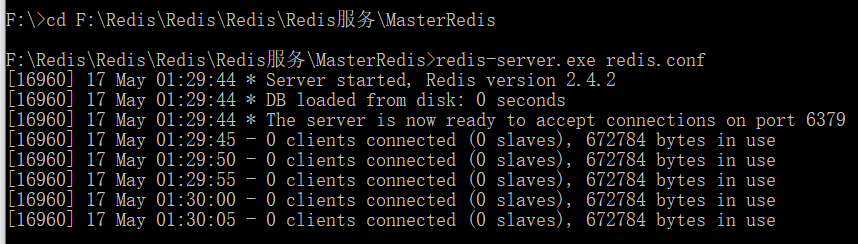 F:\>cd F:\Redis\Redis\Redis\Redis服务\MasterRedis
F:\Redis\Redis\Redis\Redis服务\MasterRedis>redis-server.exe redis.conf
[16960] 17 May 01:29:44 * Server started, Redis version 2.4.2
[16960] 17 May 01:29:44 * DB loaded from disk: 0 seconds
[16960] 17 May 01:29:44 * The server is now ready to accept connections on port 6379
[16960] 17 May 01:29:45 - 0 clients connected (0 slaves), 672784 bytes in use
[16960] 17 May 01:29:50 - 0 clients connected (0 slaves), 672784 bytes in use
[16960] 17 May 01:29:55 - 0 clients connected (0 slaves), 672784 bytes in use
[16960] 17 May 01:30:00 - 0 clients connected (0 slaves), 672784 bytes in use
[16960] 17 May 01:30:05 - 0 clients connected (0 slaves), 672784 bytes in use